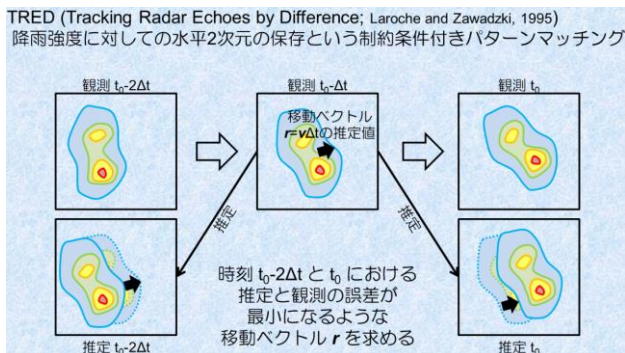 TRED (Tracking Radar Echoes by Difference; Laroche and Zawadzki, 1995)
降雨強度に対しての水平2次元の保存という制約条件付きパターンマッチング
観測 t₀-2Δt
観測 t₀-Δt
観測 t₀
移動ベクトル
r=vΔtの推定値
推定
推定
時刻 t₀-2Δt と t₀ における
推定と観測の誤差が
最小になるような
移動ベクトル r を求める
推定 t₀-2Δt
推定 t₀